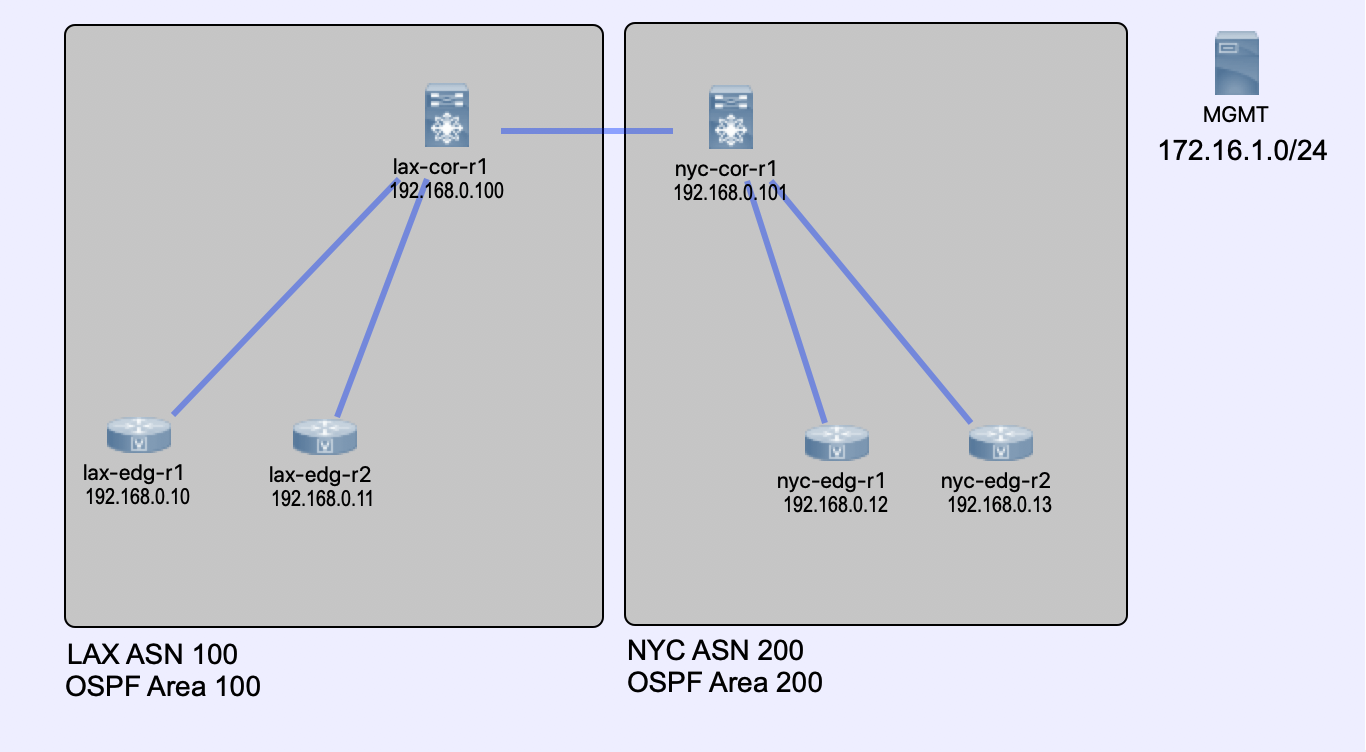 MGMT
172.16.1.0/24
lax-cor-r1
192.168.0.100
nyc-cor-r1
192.168.0.101
lax-edg-r1
192.168.0.10
lax-edg-r2
192.168.0.11
nyc-edg-r1
192.168.0.12
nyc-edg-r2
192.168.0.13
LAX ASN 100
OSPF Area 100
NYC ASN 200
OSPF Area 200